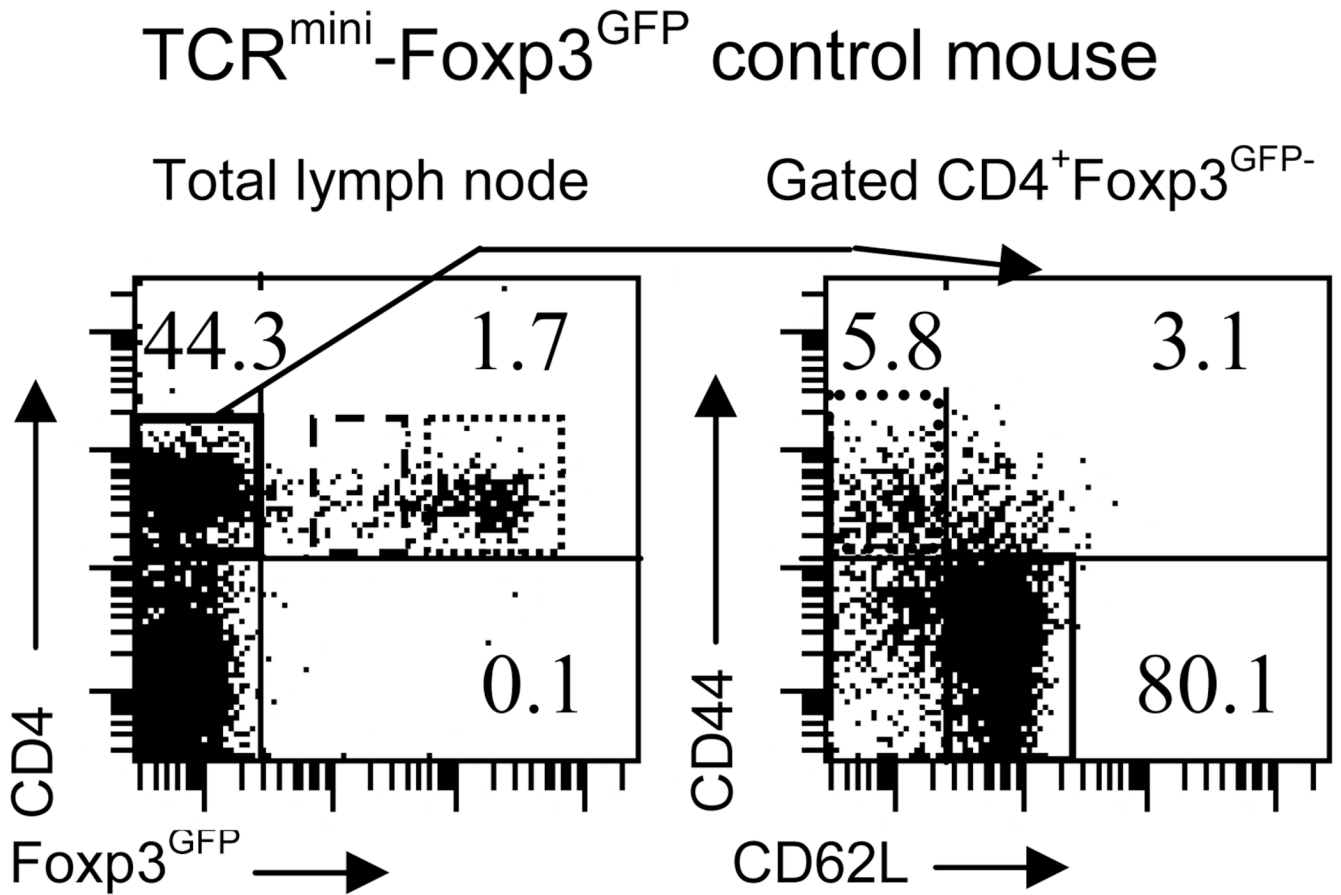 TCRmini-Foxp3GFP control mouse
Total lymph node
Gated CD4+Foxp3GFP-
44.3
1.7
5.8
3.1
0.1
80.1
CD4
CD44
Foxp3GFP
CD62L